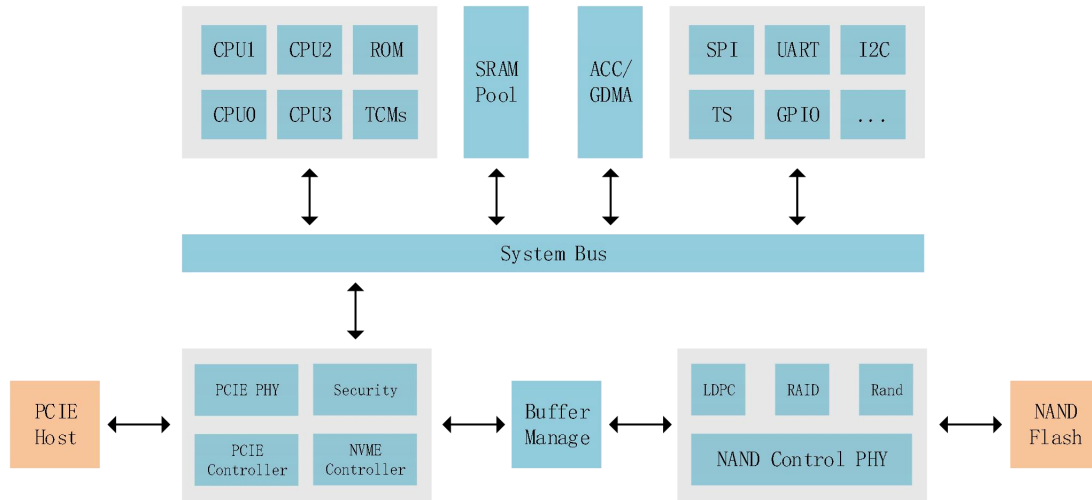 CPU1
CPU2
ROM
CPU0
CPU3
TCMs
SRAM
Pool
ACC/
GDMA
SPI
UART
I2C
TS
GPIO
...
System Bus
PCIE
Host
PCIE PHY
Security
PCIE
Controller
NVME
Controller
Buffer
Manage
LDPC
RAID
Rand
NAND Control PHY
NAND
Flash